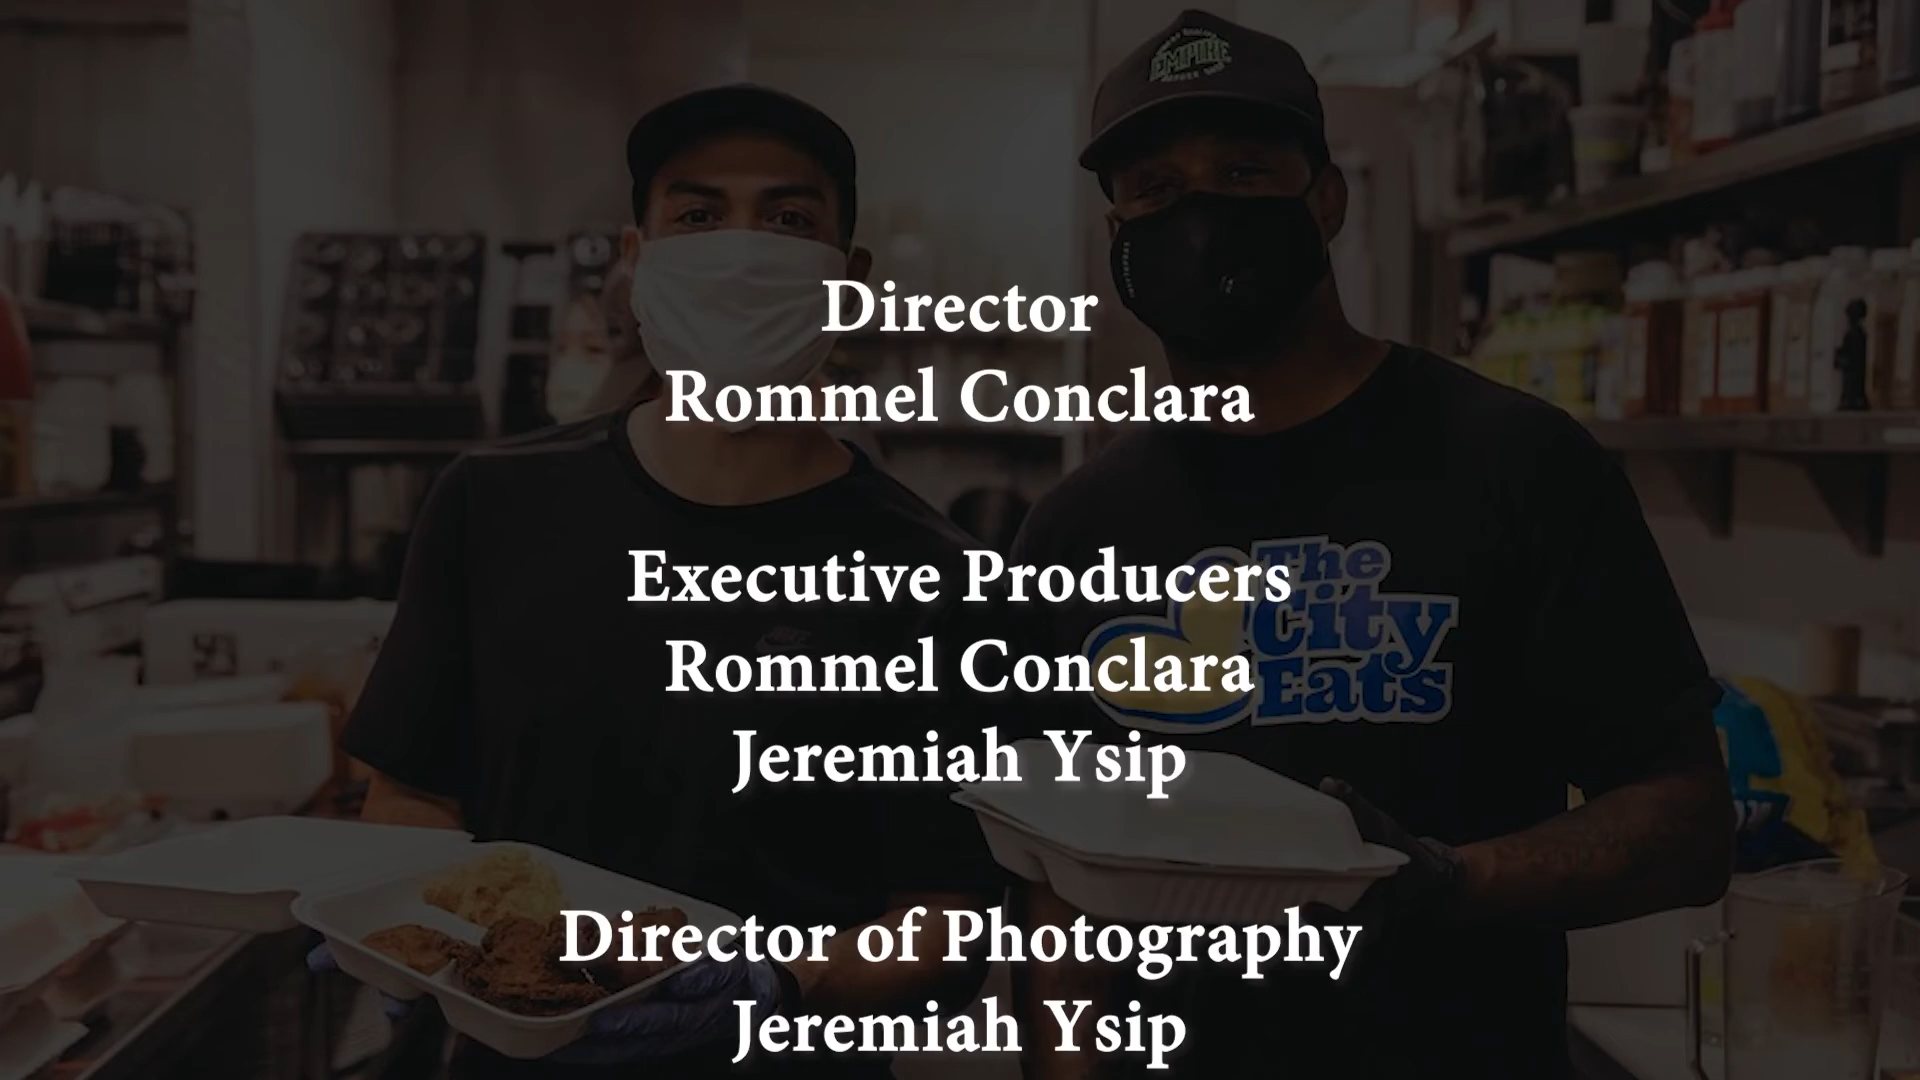 EMPIRE
Director
Rommel Conclara
Executive Producers
Rommel Conclara
Jeremiah Ysip
The
City
Eats
Director of Photography
Jeremiah Ysip